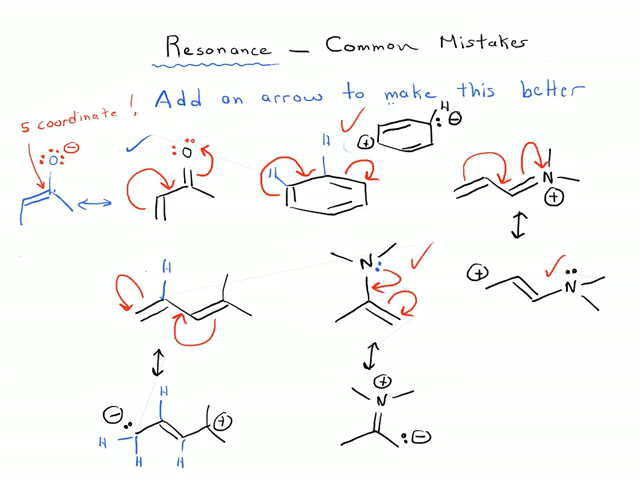 Resonance — Common Mistakes
Add an arrow to make this better
5 coordinate !
H
⊕ :⊖
:O: ⊖
:O:
H
H
N
⊕
H
N:
⊕
N
⊖
H
⊕
H
H
H
⊕
N
:⊖